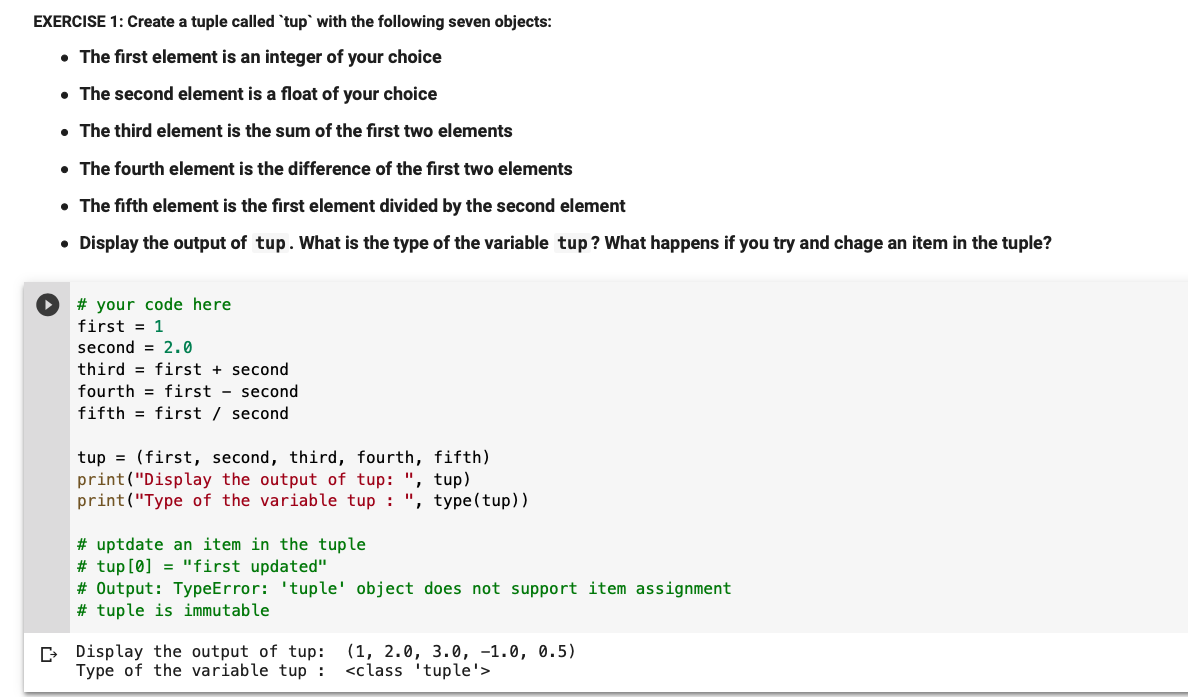 EXERCISE 1: Create a tuple called `tup` with the following seven objects:
• The first element is an integer of your choice
• The second element is a float of your choice
• The third element is the sum of the first two elements
• The fourth element is the difference of the first two elements
• The fifth element is the first element divided by the second element
• Display the output of tup. What is the type of the variable tup? What happens if you try and chage an item in the tuple?
# your code here
first = 1
second = 2.0
third = first + second
fourth = first - second
fifth = first / second
tup = (first, second, third, fourth, fifth)
print("Display the output of tup: ", tup)
print("Type of the variable tup : ", type(tup))
# uptdate an item in the tuple
# tup[0] = "first updated"
# Output: TypeError: 'tuple' object does not support item assignment
# tuple is immutable
Display the output of tup:  (1, 2.0, 3.0, -1.0, 0.5)
Type of the variable tup :  <class 'tuple'>